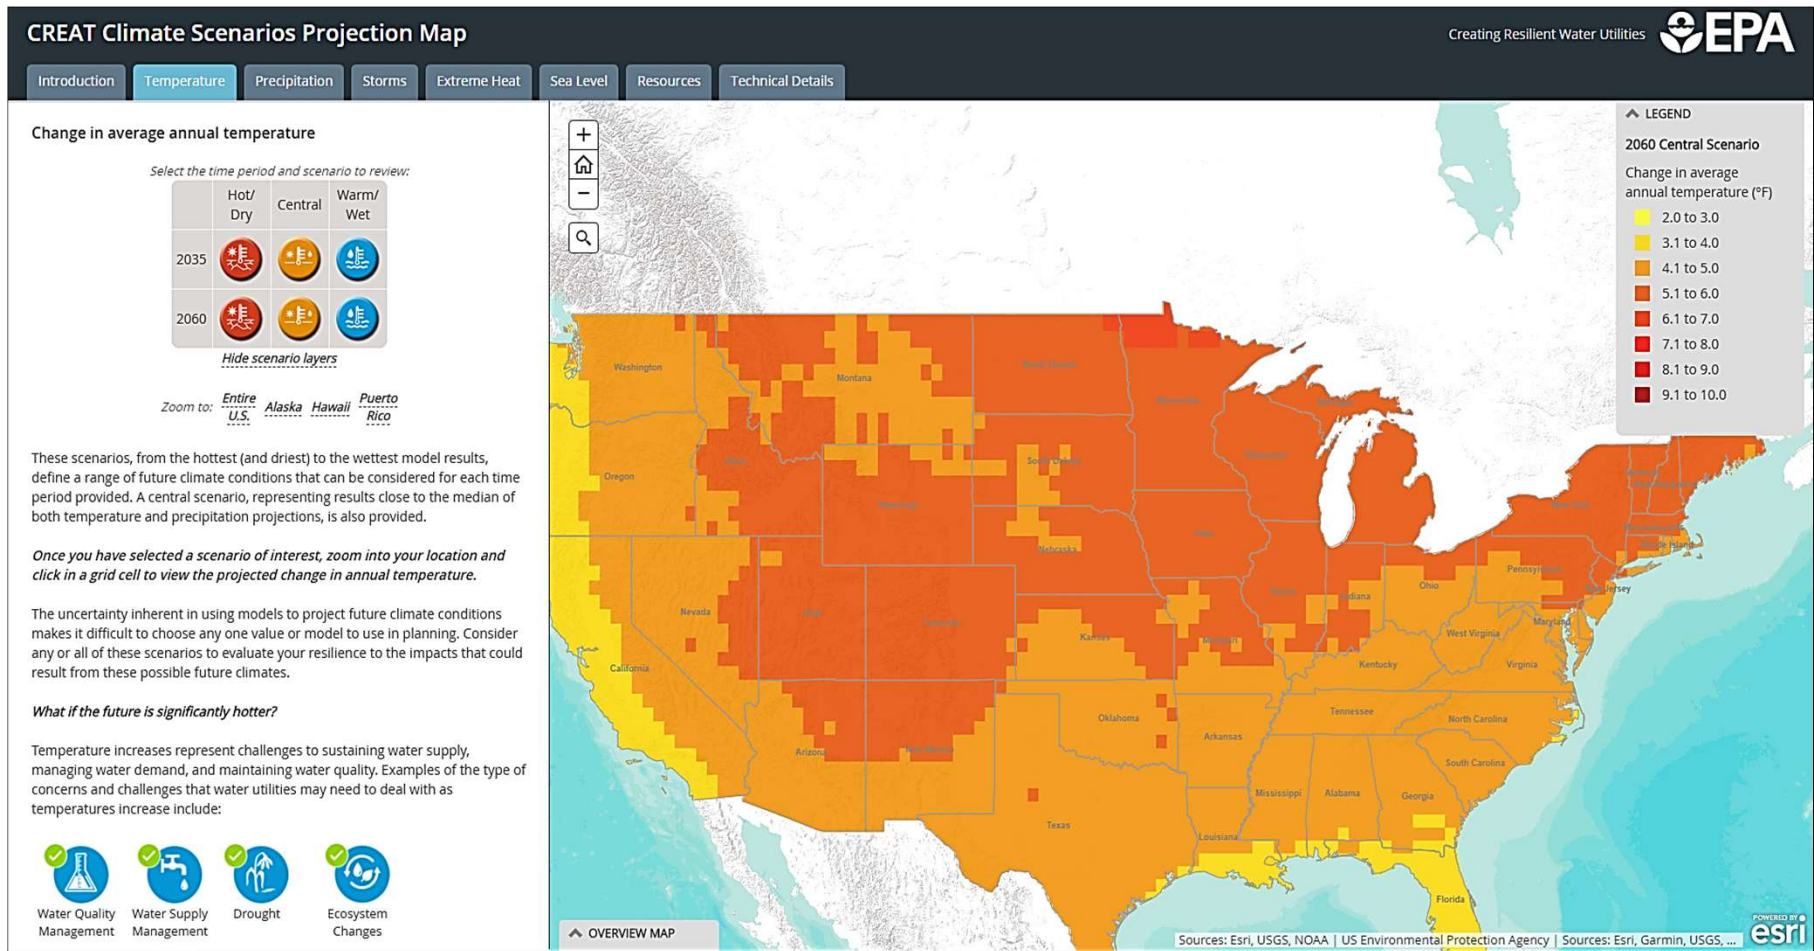 CREAT Climate Scenarios Projection Map
Creating Resilient Water Utilities
EPA
Introduction
Temperature
Precipitation
Storms
Extreme Heat
Sea Level
Resources
Technical Details
Change in average annual temperature
Select the time period and scenario to review:
Hot/
Dry
Central
Warm/
Wet
2035
2060
Hide scenario layers
Zoom to:
Entire
U.S.
Alaska
Hawaii
Puerto
Rico
These scenarios, from the hottest (and driest) to the wettest model results,
define a range of future climate conditions that can be considered for each time
period provided. A central scenario, representing results close to the median of
both temperature and precipitation projections, is also provided.
Once you have selected a scenario of interest, zoom into your location and
click in a grid cell to view the projected change in annual temperature.
The uncertainty inherent in using models to project future climate conditions
makes it difficult to choose any one value or model to use in planning. Consider
any or all of these scenarios to evaluate your resilience to the impacts that could
result from these possible future climates.
What if the future is significantly hotter?
Temperature increases represent challenges to sustaining water supply,
managing water demand, and maintaining water quality. Examples of the type of
concerns and challenges that water utilities may need to deal with as
temperatures increase include:
Water Quality
Management
Water Supply
Management
Drought
Ecosystem
Changes
+
−
LEGEND
2060 Central Scenario
Change in average
annual temperature (°F)
2.0 to 3.0
3.1 to 4.0
4.1 to 5.0
5.1 to 6.0
6.1 to 7.0
7.1 to 8.0
8.1 to 9.0
9.1 to 10.0
Washington
Montana
Oregon
South Dakota
Nebraska
Nevada
California
Kansas
Missouri
Indiana
Ohio
Pennsylvania
New Jersey
Rhode Island
Maryland
West Virginia
Virginia
Kentucky
Tennessee
North Carolina
South Carolina
Oklahoma
Arkansas
Arizona
New Mexico
Mississippi
Alabama
Georgia
Texas
Louisiana
Florida
OVERVIEW MAP
Sources: Esri, USGS, NOAA | US Environmental Protection Agency | Sources: Esri, Garmin, USGS, ...
POWERED BY
esri